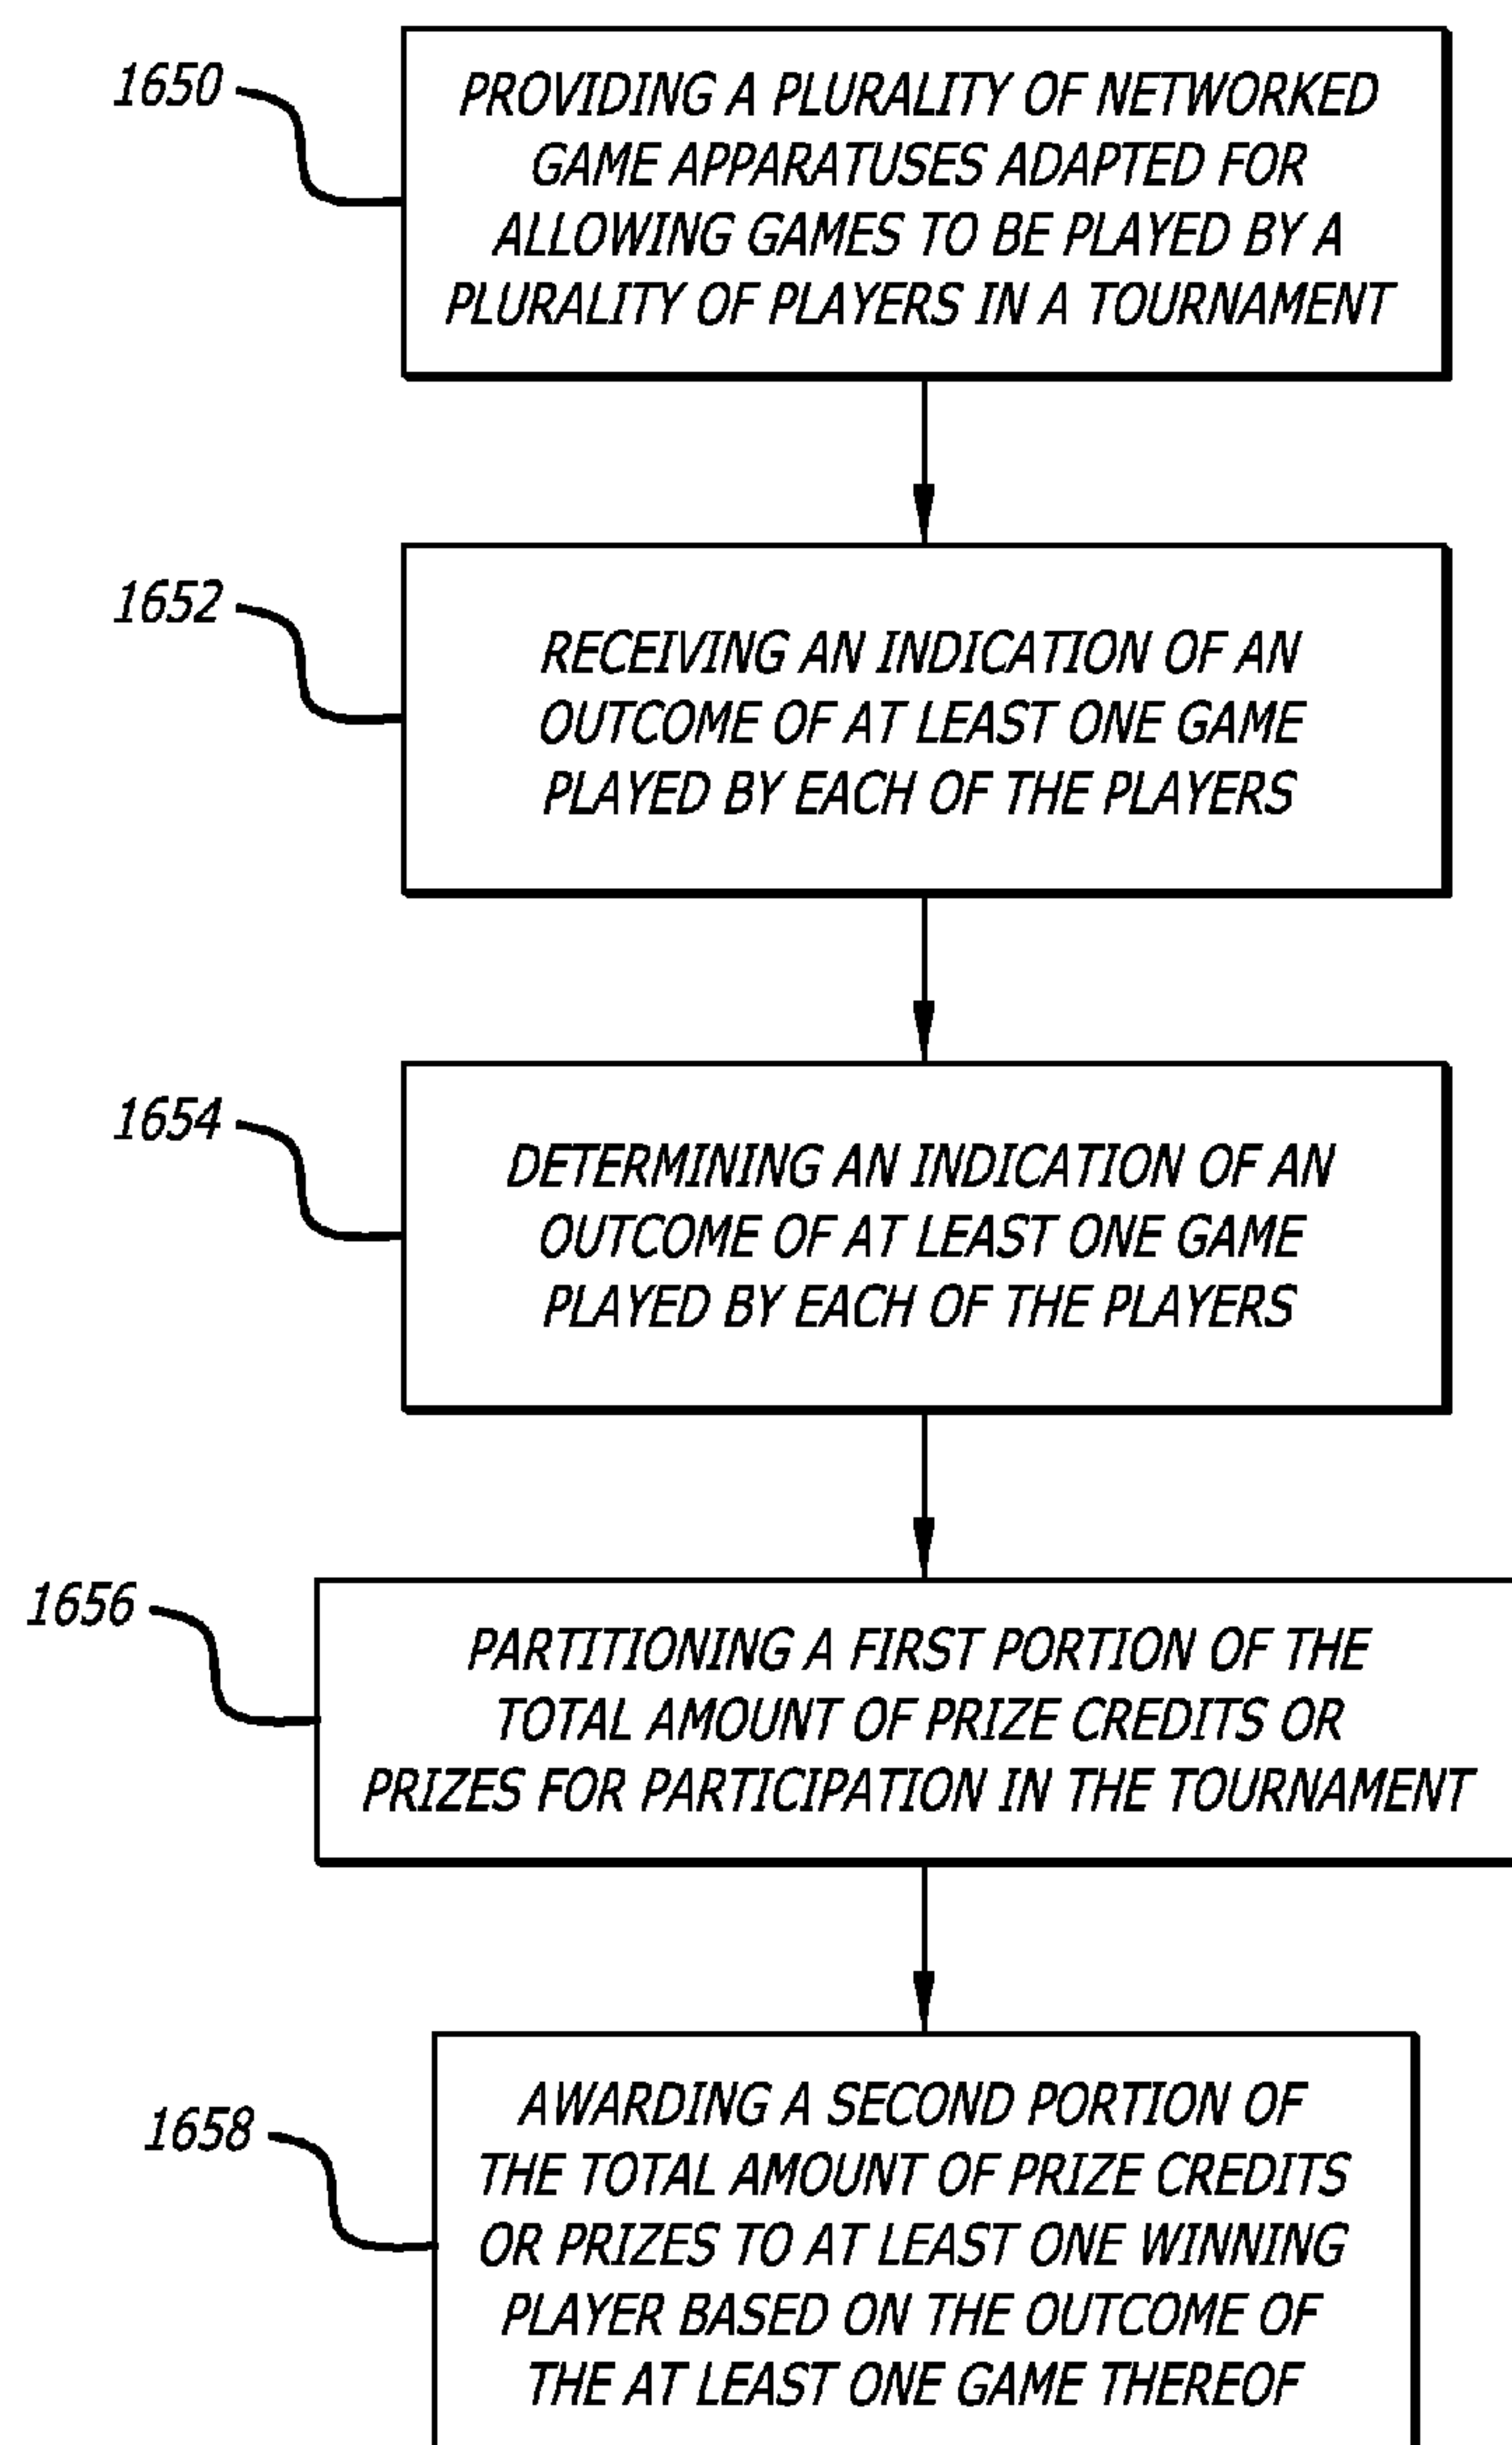 1650
PROVIDING A PLURALITY OF NETWORKED
GAME APPARATUSES ADAPTED FOR
ALLOWING GAMES TO BE PLAYED BY A
PLURALITY OF PLAYERS IN A TOURNAMENT
1652
RECEIVING AN INDICATION OF AN
OUTCOME OF AT LEAST ONE GAME
PLAYED BY EACH OF THE PLAYERS
1654
DETERMINING AN INDICATION OF AN
OUTCOME OF AT LEAST ONE GAME
PLAYED BY EACH OF THE PLAYERS
1656
PARTITIONING A FIRST PORTION OF THE
TOTAL AMOUNT OF PRIZE CREDITS OR
PRIZES FOR PARTICIPATION IN THE TOURNAMENT
1658
AWARDING A SECOND PORTION OF
THE TOTAL AMOUNT OF PRIZE CREDITS
OR PRIZES TO AT LEAST ONE WINNING
PLAYER BASED ON THE OUTCOME OF
THE AT LEAST ONE GAME THEREOF